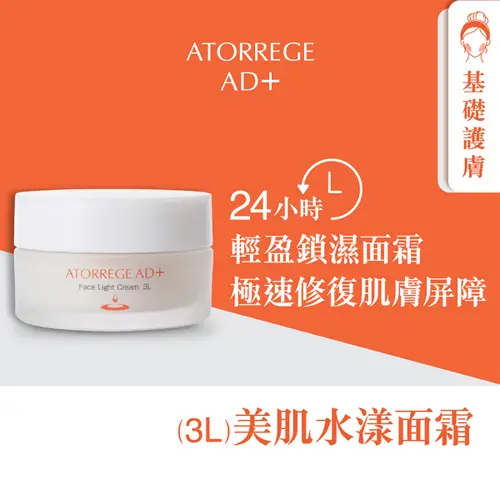 ATORREGE
AD+
基礎護膚
24小時
輕盈鎖濕面霜
極速修復肌膚屏障
ATORREGE AD+
Face Light Cream 3L
(3L)美肌水漾面霜